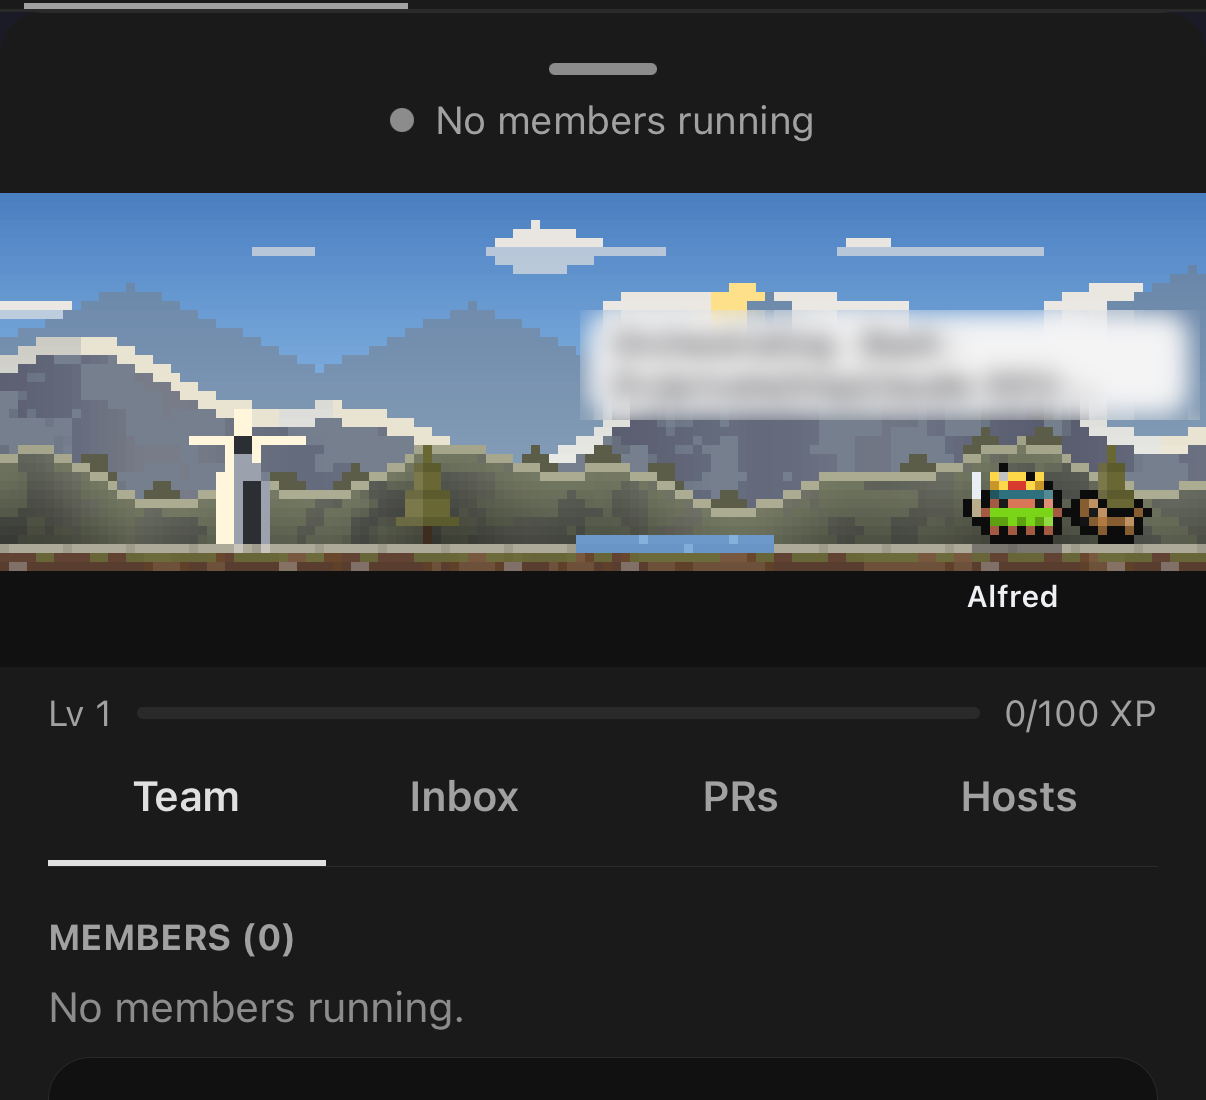 No members running
Alfred
Lv 1
0/100 XP
Team
Inbox
PRs
Hosts
MEMBERS (0)
No members running.